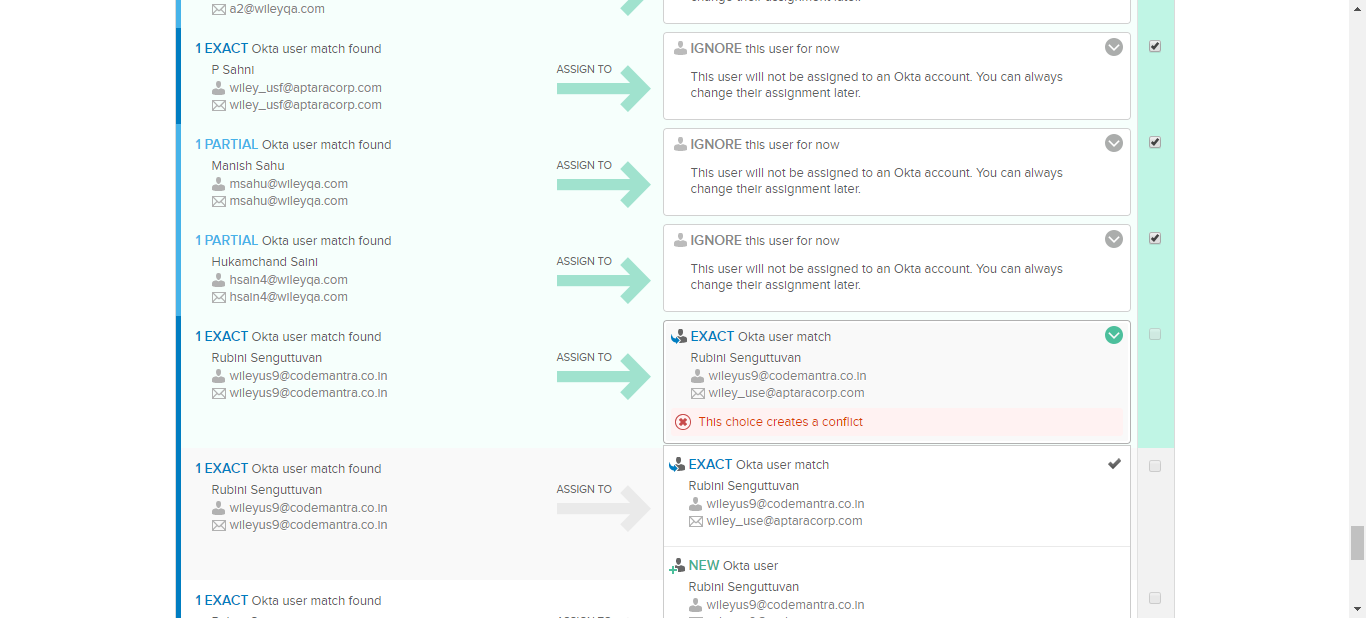 a2@wileyqa.com
change their assignment later.
1 EXACT Okta user match found
P Sahni
wiley_usf@aptaracorp.com
wiley_usf@aptaracorp.com
ASSIGN TO
IGNORE this user for now
This user will not be assigned to an Okta account. You can always
change their assignment later.
1 PARTIAL Okta user match found
Manish Sahu
msahu@wileyqa.com
msahu@wileyqa.com
ASSIGN TO
IGNORE this user for now
This user will not be assigned to an Okta account. You can always
change their assignment later.
1 PARTIAL Okta user match found
Hukamchand Saini
hsain4@wileyqa.com
hsain4@wileyqa.com
ASSIGN TO
IGNORE this user for now
This user will not be assigned to an Okta account. You can always
change their assignment later.
1 EXACT Okta user match found
Rubini Senguttuvan
wileyus9@codemantra.co.in
wileyus9@codemantra.co.in
ASSIGN TO
EXACT Okta user match
Rubini Senguttuvan
wileyus9@codemantra.co.in
wiley_use@aptaracorp.com
This choice creates a conflict
1 EXACT Okta user match found
Rubini Senguttuvan
wileyus9@codemantra.co.in
wileyus9@codemantra.co.in
ASSIGN TO
EXACT Okta user match
Rubini Senguttuvan
wileyus9@codemantra.co.in
wiley_use@aptaracorp.com
NEW Okta user
Rubini Senguttuvan
wileyus9@codemantra.co.in
1 EXACT Okta user match found
ASSIGN TO